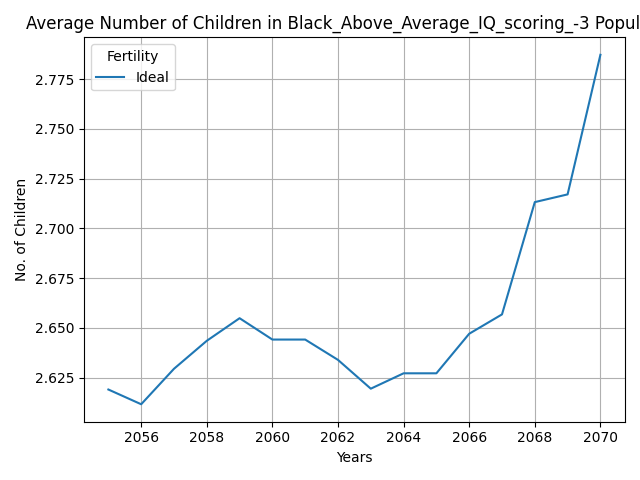 Average Number of Children in Black_Above_Average_IQ_scoring_-3 Popul
Fertility
Ideal
2.775
2.750
2.725
2.700
2.675
2.650
2.625
No. of Children
2056 2058 2060 2062 2064 2066 2068 2070
Years